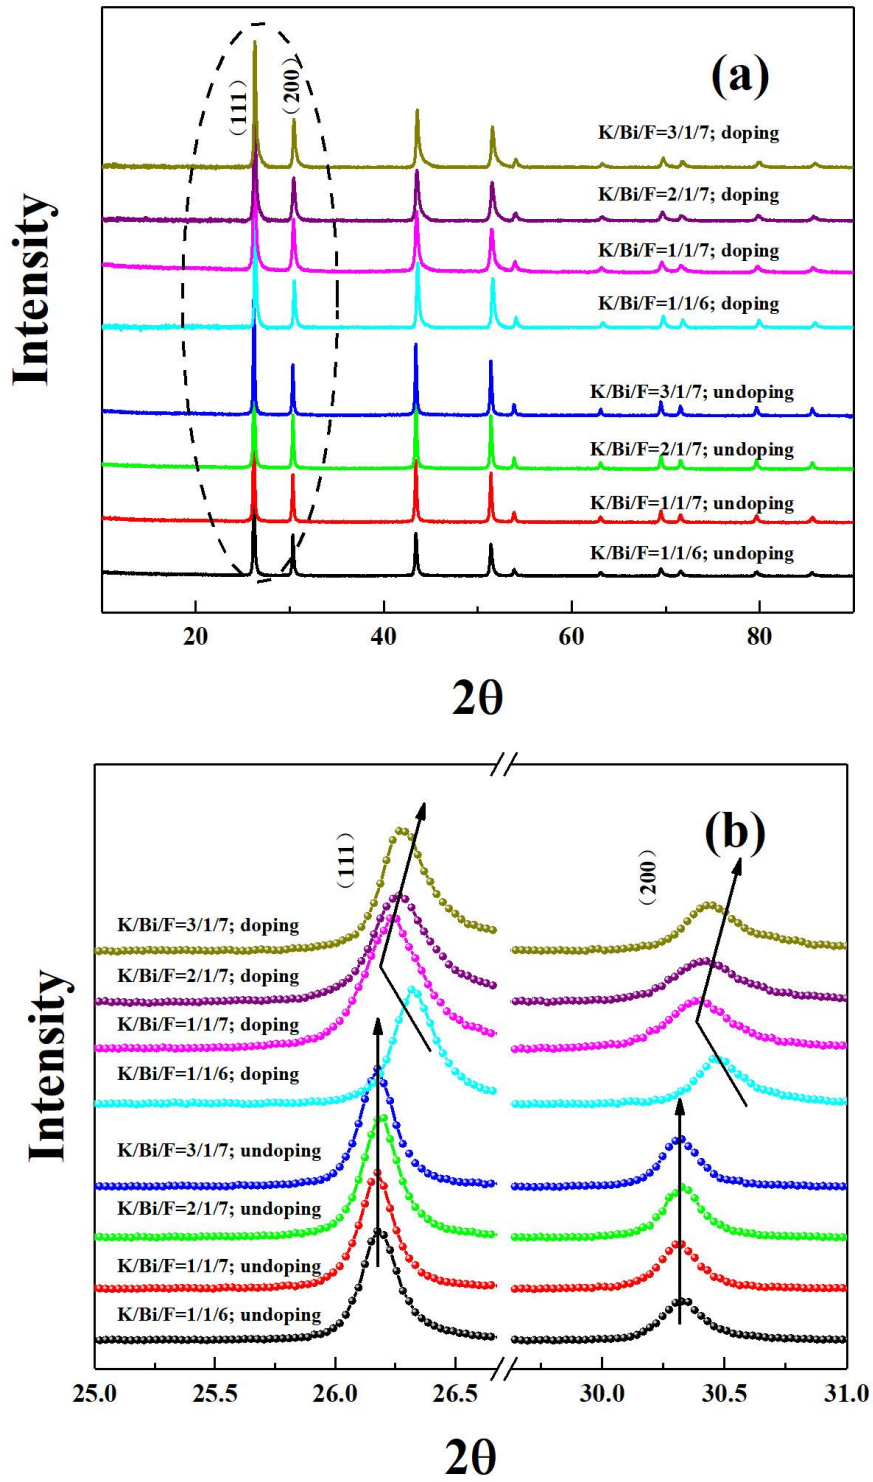 (a)
（111）
（200）
K/Bi/F=3/1/7; doping
K/Bi/F=2/1/7; doping
K/Bi/F=1/1/7; doping
K/Bi/F=1/1/6; doping
K/Bi/F=3/1/7; undoping
K/Bi/F=2/1/7; undoping
K/Bi/F=1/1/7; undoping
K/Bi/F=1/1/6; undoping
Intensity
20 40 60 80
2θ
(b)
（111）
（200）
K/Bi/F=3/1/7; doping
K/Bi/F=2/1/7; doping
K/Bi/F=1/1/7; doping
K/Bi/F=1/1/6; doping
K/Bi/F=3/1/7; undoping
K/Bi/F=2/1/7; undoping
K/Bi/F=1/1/7; undoping
K/Bi/F=1/1/6; undoping
Intensity
25.0 25.5 26.0 26.5 30.0 30.5 31.0
2θ